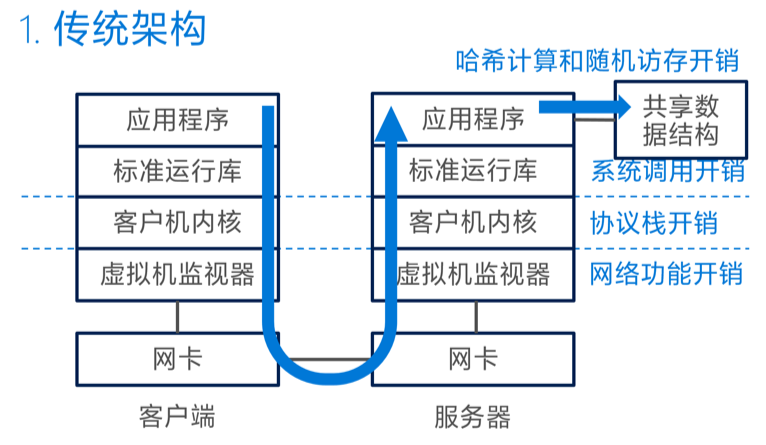 1. 传统架构
哈希计算和随机访存开销
应用程序
应用程序
共享数
据结构
标准运行库
标准运行库
系统调用开销
客户机内核
客户机内核
协议栈开销
虚拟机监视器
虚拟机监视器
网络功能开销
网卡
网卡
客户端
服务器